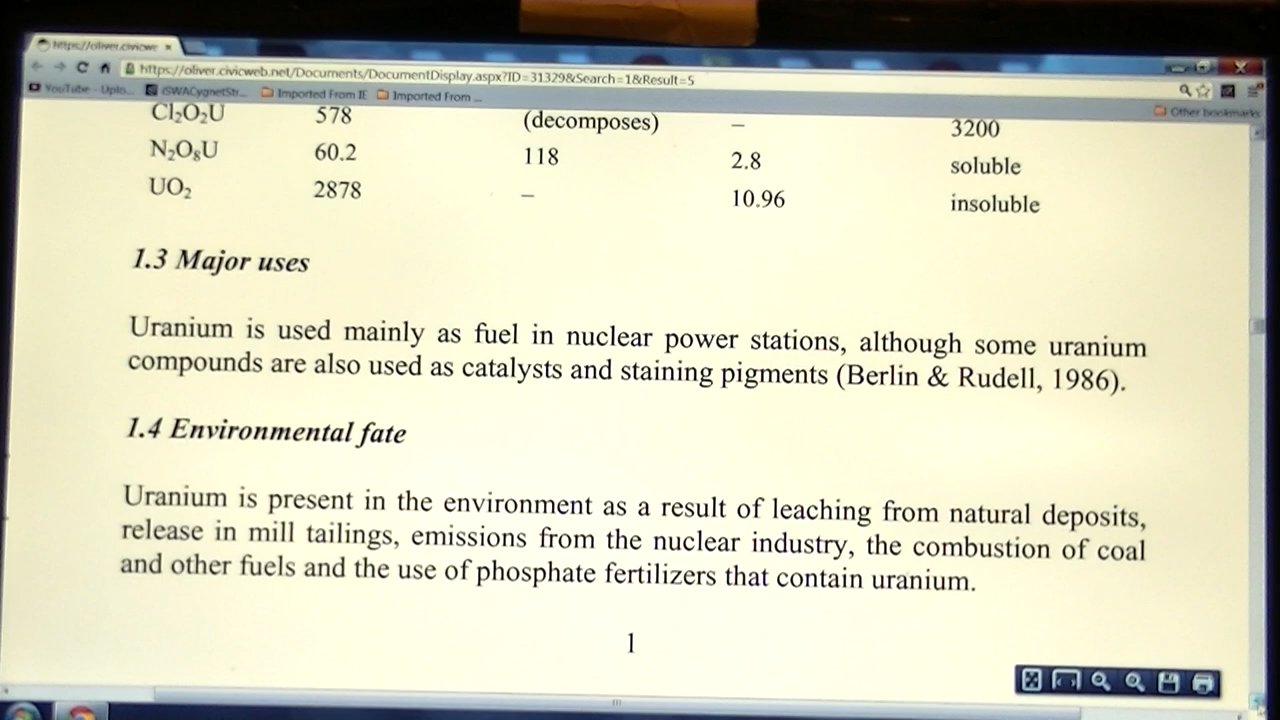 https://oliver.civicwe
https://oliver.civicweb.net/Documents/DocumentDisplay.aspx?ID=31329&Search=1&Result=5
YouTube - Uplo... iSWACygnetStr... Imported From IE Imported From ...
Other bookmarks
Cl₂O₂U 578 (decomposes) – 3200
N₂O₈U 60.2 118 2.8 soluble
UO₂ 2878 – 10.96 insoluble
1.3 Major uses
Uranium is used mainly as fuel in nuclear power stations, although some uranium
compounds are also used as catalysts and staining pigments (Berlin & Rudell, 1986).
1.4 Environmental fate
Uranium is present in the environment as a result of leaching from natural deposits,
release in mill tailings, emissions from the nuclear industry, the combustion of coal
and other fuels and the use of phosphate fertilizers that contain uranium.
1